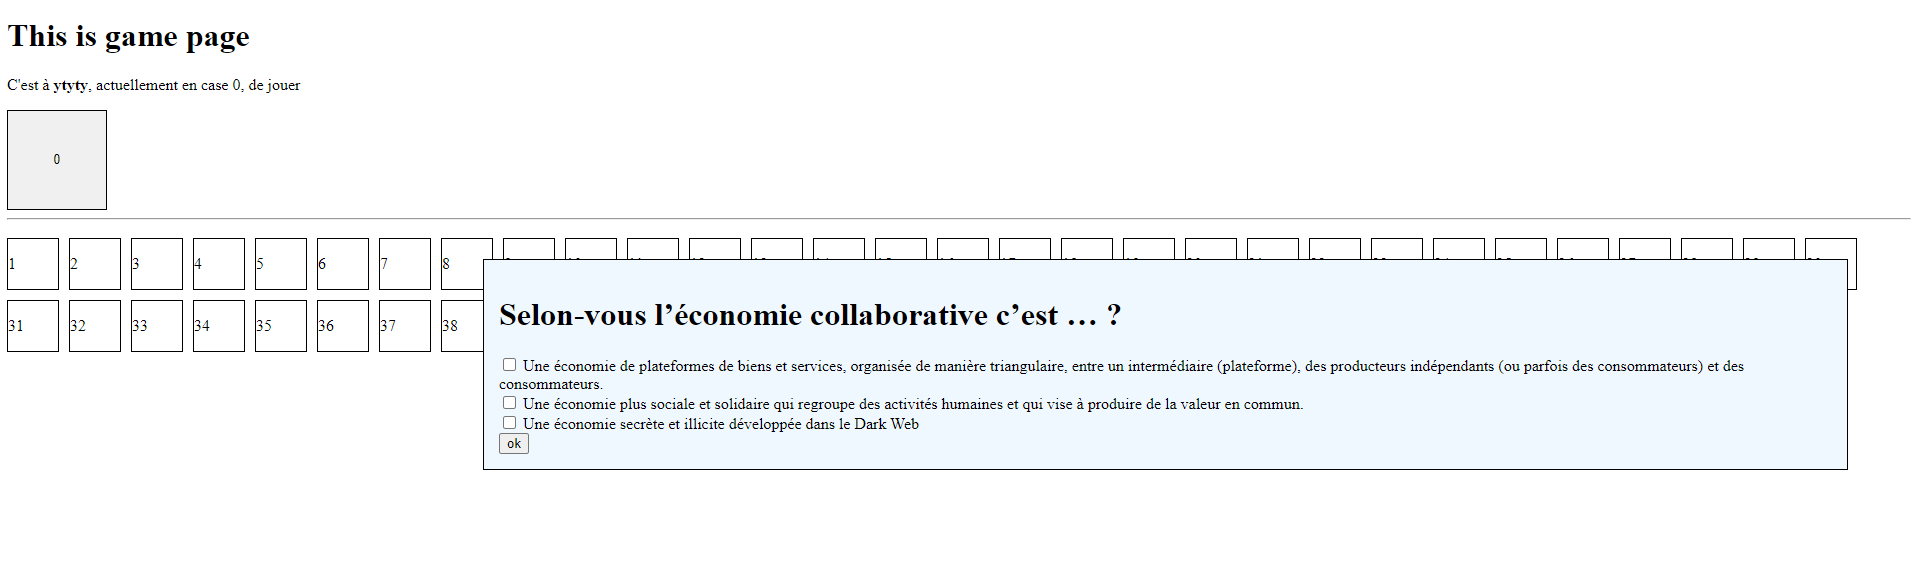 This is game page
C'est à ytyty, actuellement en case 0, de jouer
0
1 2 3 4 5 6 7 8
31 32 33 34 35 36 37 38
Selon-vous l’économie collaborative c’est … ?
Une économie de plateformes de biens et services, organisée de manière triangulaire, entre un intermédiaire (plateforme), des producteurs indépendants (ou parfois des consommateurs) et des
consommateurs.
Une économie plus sociale et solidaire qui regroupe des activités humaines et qui vise à produire de la valeur en commun.
Une économie secrète et illicite développée dans le Dark Web
ok